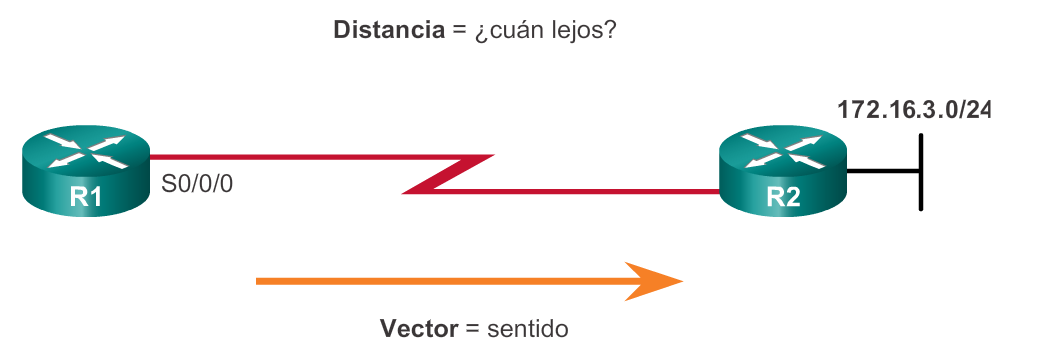 Distancia = ¿cuán lejos?
172.16.3.0/24
R1
S0/0/0
R2
Vector = sentido